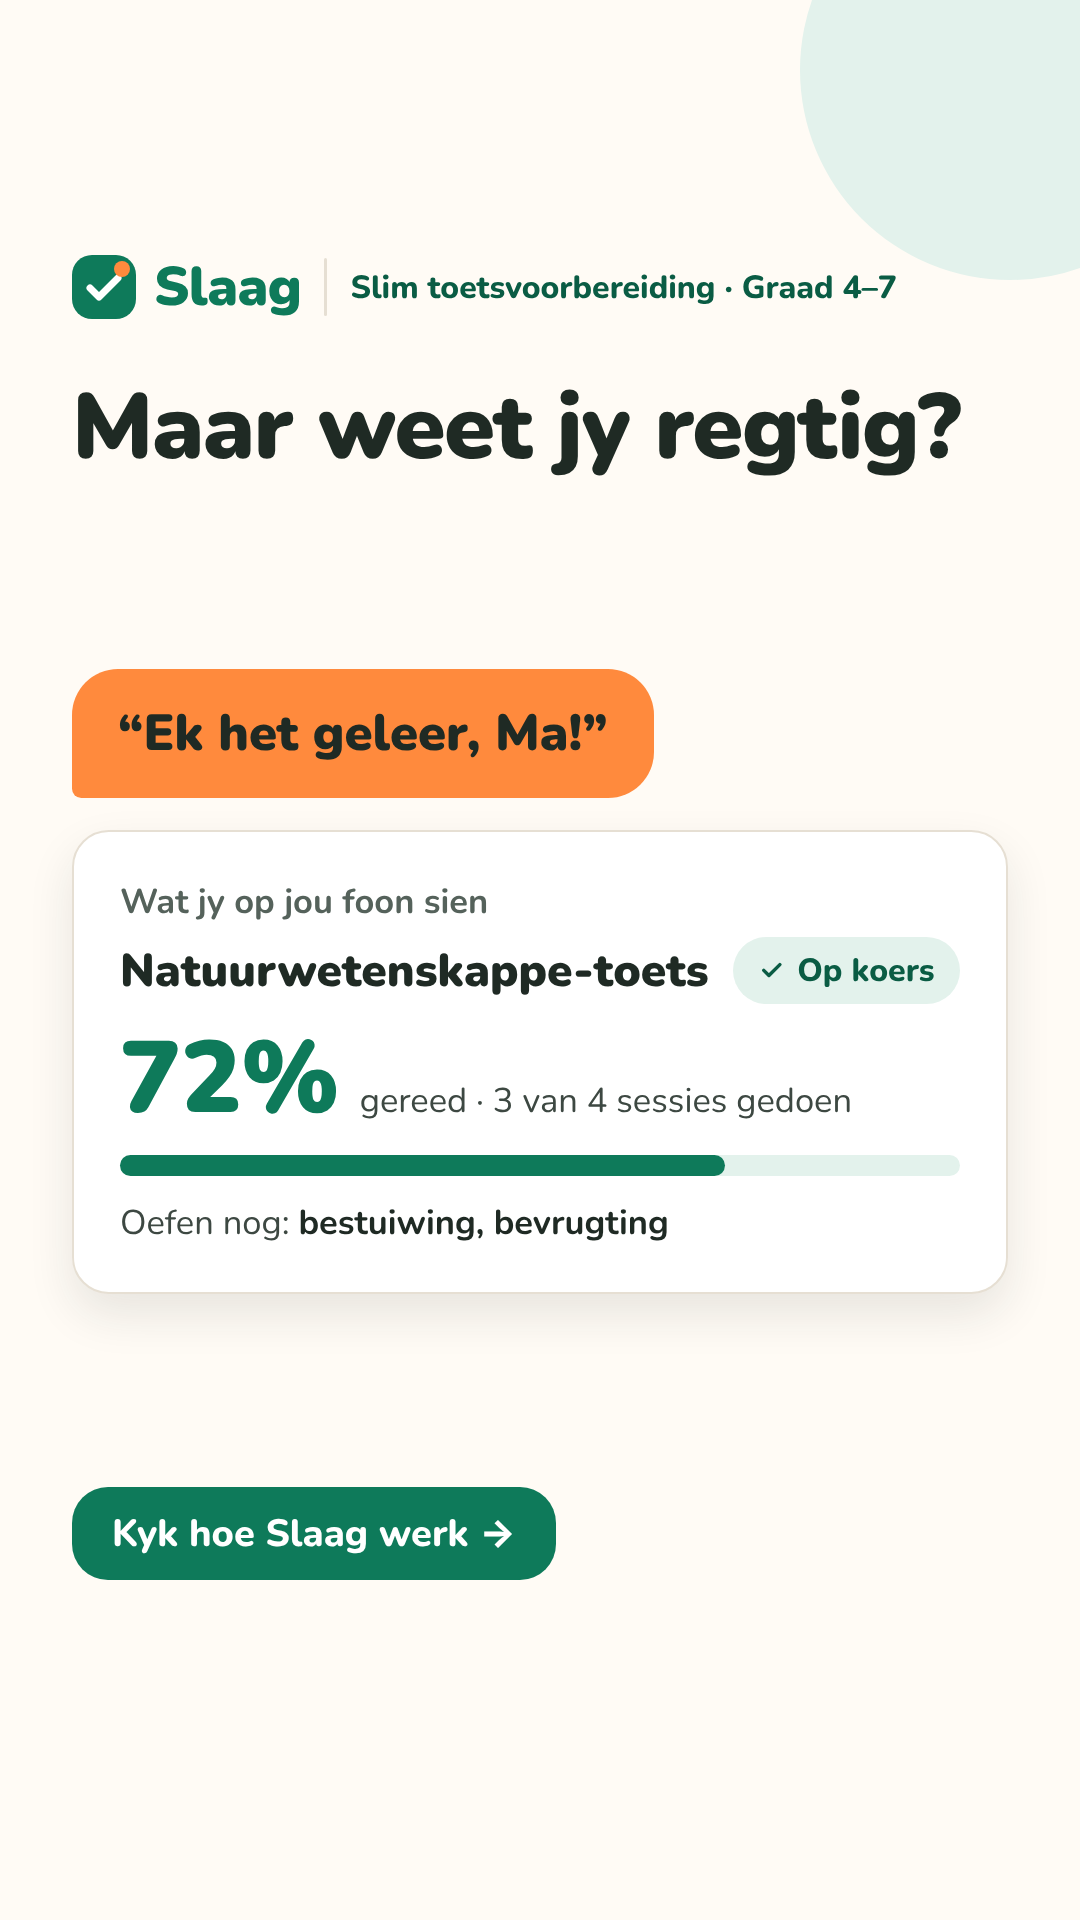 Slaag
Slim toetsvoorbereiding · Graad 4–7
Maar weet jy regtig?
“Ek het geleer, Ma!”
Wat jy op jou foon sien
Natuurwetenskappe-toets
✓ Op koers
72% gereed · 3 van 4 sessies gedoen
Oefen nog: bestuiwing, bevrugting
Kyk hoe Slaag werk →